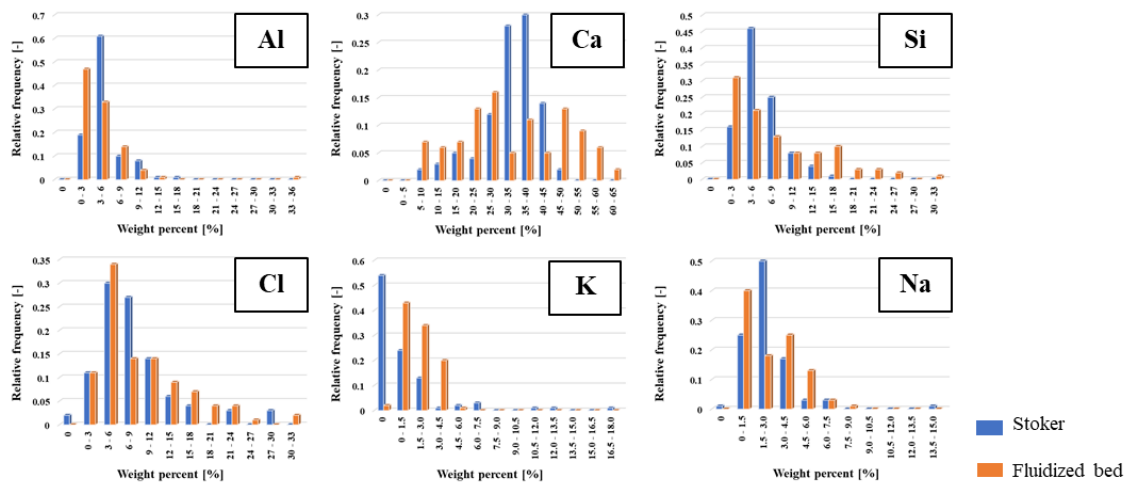 Al
Relative frequency [-]
0.7
0.6
0.5
0.4
0.3
0.2
0.1
0
0
0 - 3
3 - 6
6 - 9
9 - 12
12 - 15
15 - 18
18 - 21
21 - 24
24 - 27
27 - 30
30 - 33
33 - 36
Weight percent [%]
Ca
Relative frequency [-]
0.3
0.25
0.2
0.15
0.1
0.05
0
0
0 - 5
5 - 10
10 - 15
15 - 20
20 - 25
25 - 30
30 - 35
35 - 40
40 - 45
45 - 50
50 - 55
55 - 60
60 - 65
Weight percent [%]
Si
Relative frequency [-]
0.5
0.45
0.4
0.35
0.3
0.25
0.2
0.15
0.1
0.05
0
0
0 - 3
3 - 6
6 - 9
9 - 12
12 - 15
15 - 18
18 - 21
21 - 24
24 - 27
27 - 30
30 - 33
Weight percent [%]
Cl
Relative frequency [-]
0.35
0.3
0.25
0.2
0.15
0.1
0.05
0
0
0 - 3
3 - 6
6 - 9
9 - 12
12 - 15
15 - 18
18 - 21
21 - 24
24 - 27
27 - 30
30 - 33
Weight percent [%]
K
Relative frequency [-]
0.6
0.5
0.4
0.3
0.2
0.1
0
0
0 - 1.5
1.5 - 3.0
3.0 - 4.5
4.5 - 6.0
6.0 - 7.5
7.5 - 9.0
9.0 - 10.5
10.5 - 12.0
12.0 - 13.5
13.5 - 15.0
15.0 - 16.5
16.5 - 18.0
Weight percent [%]
Na
Relative frequency [-]
0.5
0.4
0.3
0.2
0.1
0
0
0 - 1.5
1.5 - 3.0
3.0 - 4.5
4.5 - 6.0
6.0 - 7.5
7.5 - 9.0
9.0 - 10.5
10.5 - 12.0
12.0 - 13.5
13.5 - 15.0
Weight percent [%]
Stoker
Fluidized bed